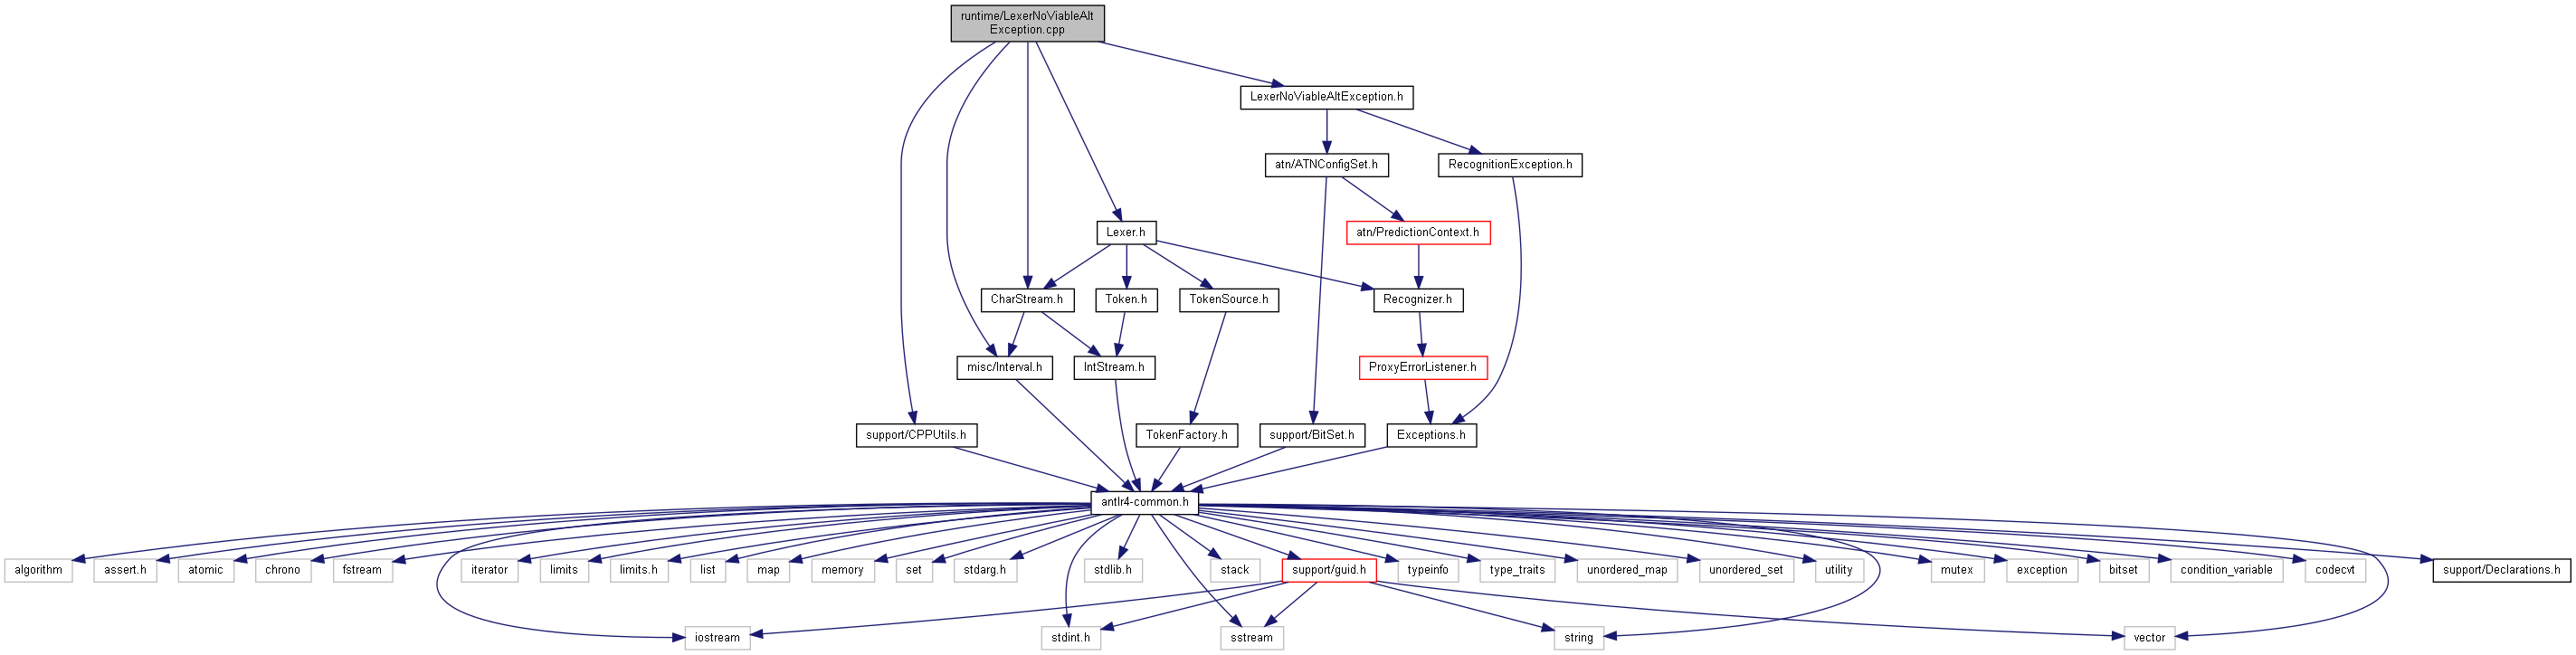 runtime/LexerNoViableAlt
Exception.cpp
LexerNoViableAltException.h
atn/ATNConfigSet.h
RecognitionException.h
Lexer.h
atn/PredictionContext.h
CharStream.h
Token.h
TokenSource.h
Recognizer.h
misc/Interval.h
IntStream.h
ProxyErrorListener.h
support/CPPUtils.h
TokenFactory.h
support/BitSet.h
Exceptions.h
antlr4-common.h
algorithm
assert.h
atomic
chrono
fstream
iterator
limits
limits.h
list
map
memory
set
stdarg.h
stdlib.h
stack
support/guid.h
typeinfo
type_traits
unordered_map
unordered_set
utility
mutex
exception
bitset
condition_variable
codecvt
support/Declarations.h
iostream
stdint.h
sstream
string
vector